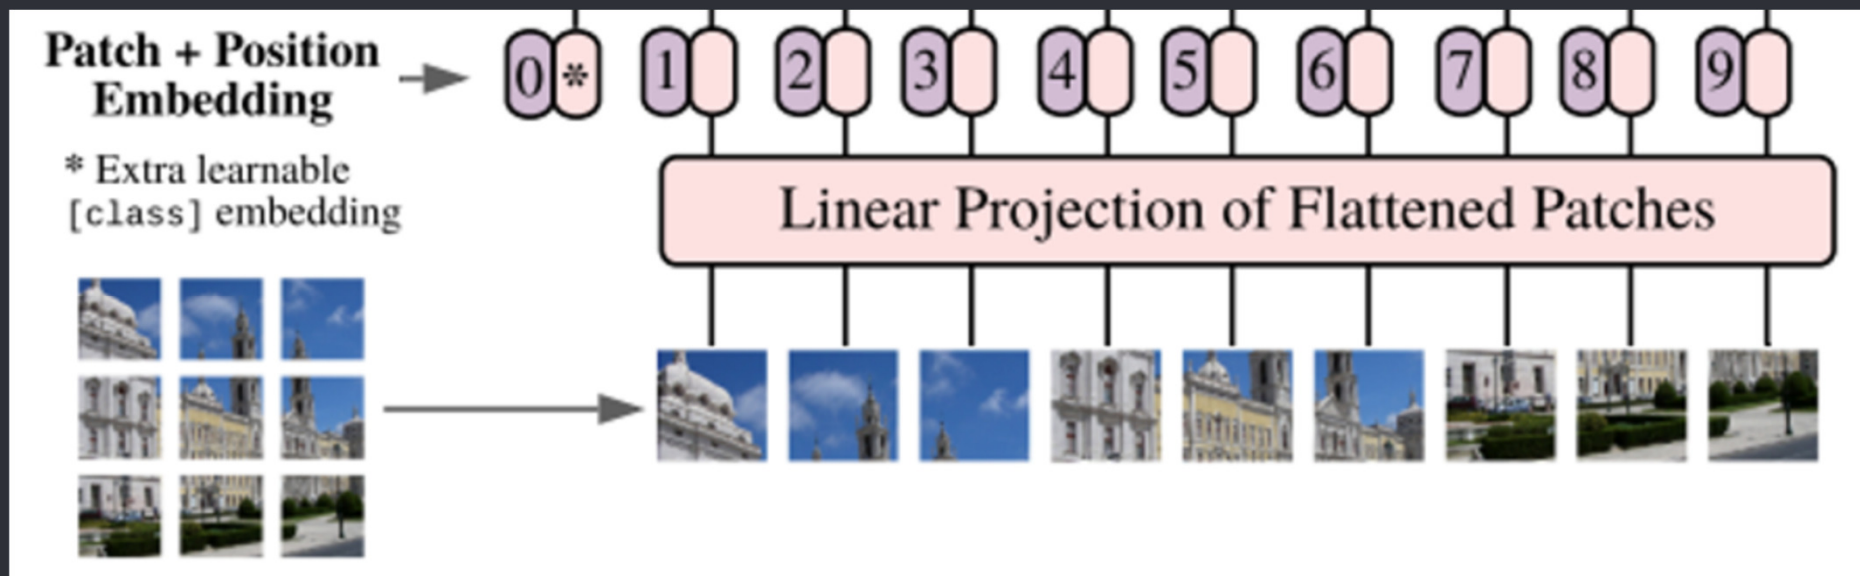 Patch + Position
Embedding
0 * 1 2 3 4 5 6 7 8 9
* Extra learnable
[class] embedding
Linear Projection of Flattened Patches